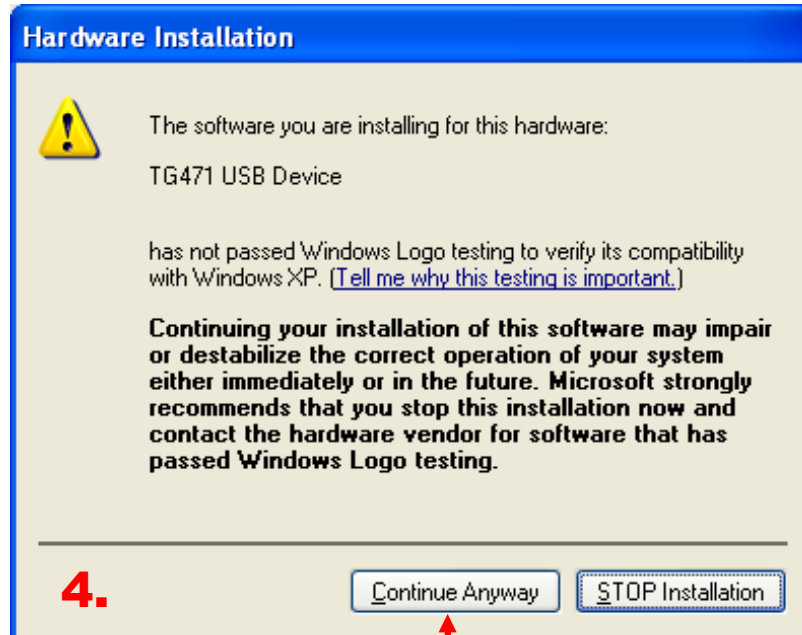 Hardware Installation
The software you are installing for this hardware:
TG471 USB Device
has not passed Windows Logo testing to verify its compatibility
with Windows XP. (Tell me why this testing is important.)
Continuing your installation of this software may impair
or destabilize the correct operation of your system
either immediately or in the future. Microsoft strongly
recommends that you stop this installation now and
contact the hardware vendor for software that has
passed Windows Logo testing.
4.
Continue Anyway
STOP Installation